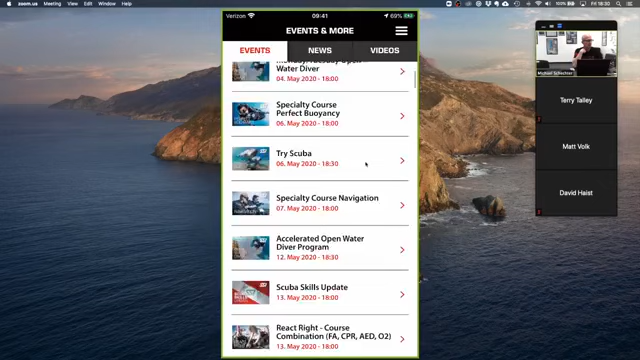 zoom.us Meeting View Edit Window Help
100%
Fri 18:30
Verizon 09:41 69%
EVENTS & MORE
EVENTS NEWS VIDEOS
Water Diver
04. May 2020 - 18:00
Specialty Course
Perfect Buoyancy
06. May 2020 - 18:00
Try Scuba
06. May 2020 - 18:30
Specialty Course Navigation
07. May 2020 - 18:00
Accelerated Open Water
Diver Program
12. May 2020 - 18:30
Scuba Skills Update
13. May 2020 - 18:00
React Right - Course
Combination (FA, CPR, AED, O2)
13. May 2020 - 18:00
Michael Schechter
Terry Talley
Matt Volk
David Haist